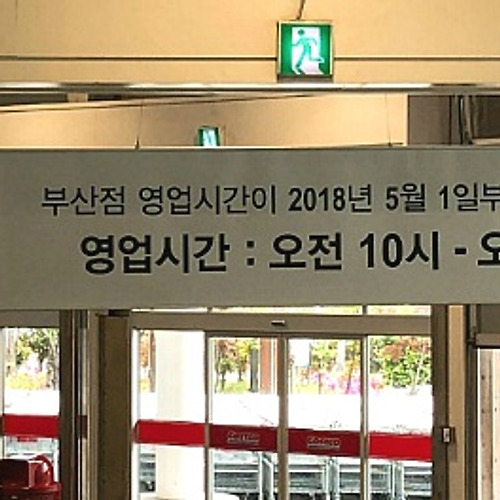 부산점 영업시간이 2018년 5월 1일부
영업시간 : 오전 10시 - 오